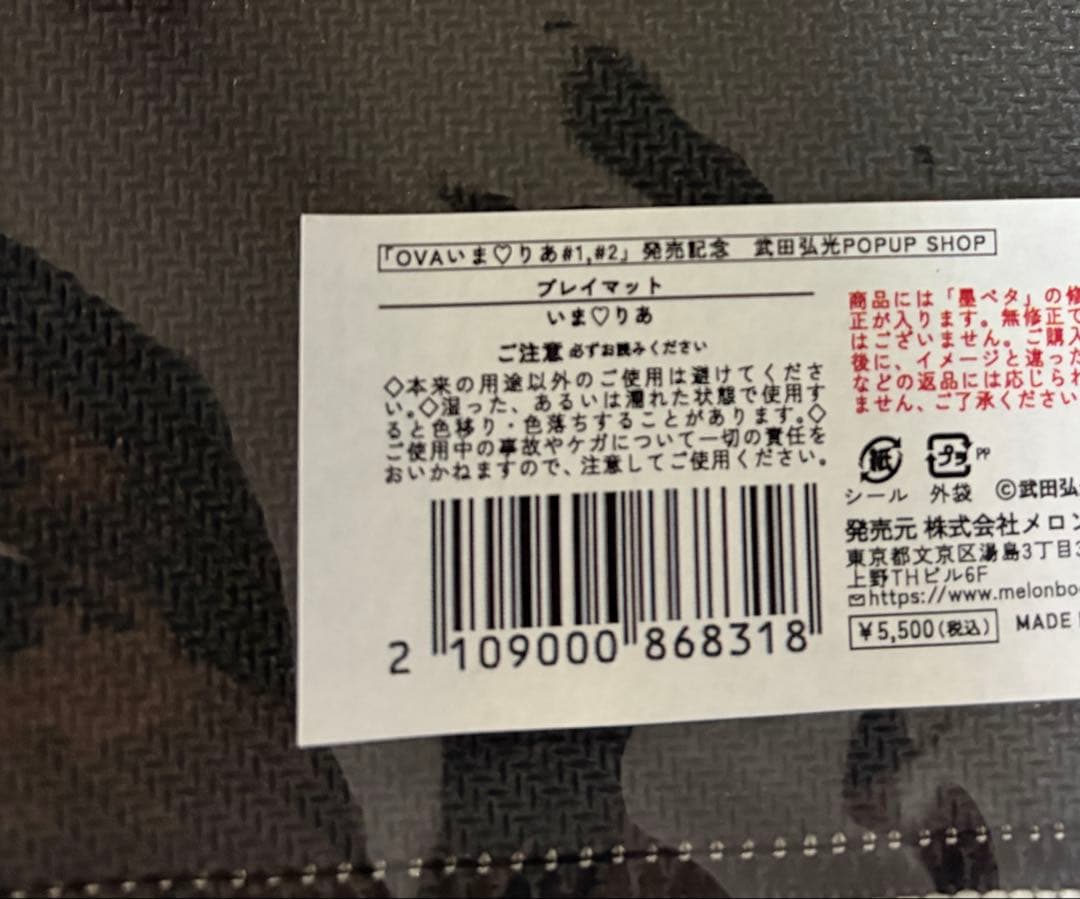 「OVAいま♡りあ#1,#2」発売記念 武田弘光POPUP SHOP
プレイマット
いま♡りあ
ご注意 必ずお読みください
◇本来の用途以外のご使用は避けてくださ
い。◇湿った、あるいは濡れた状態で使用す
ると色移り・色落ちすることがあります。◇
ご使用中の事故やケガについて一切の責任を
おいかねますので、注意してご使用ください。
2 109000 868318
商品には「墨ベタ」の修
正が入ります。無修正で
はございません。ご購入
後に、イメージと違った
などの返品には応じられ
ません、ご了承ください
紙 プラ PP
シール 外袋 ©武田弘
発売元 株式会社メロン
東京都文京区湯島3丁目3
上野THビル6F
https://www.melonbo
¥5,500(税込) MADE